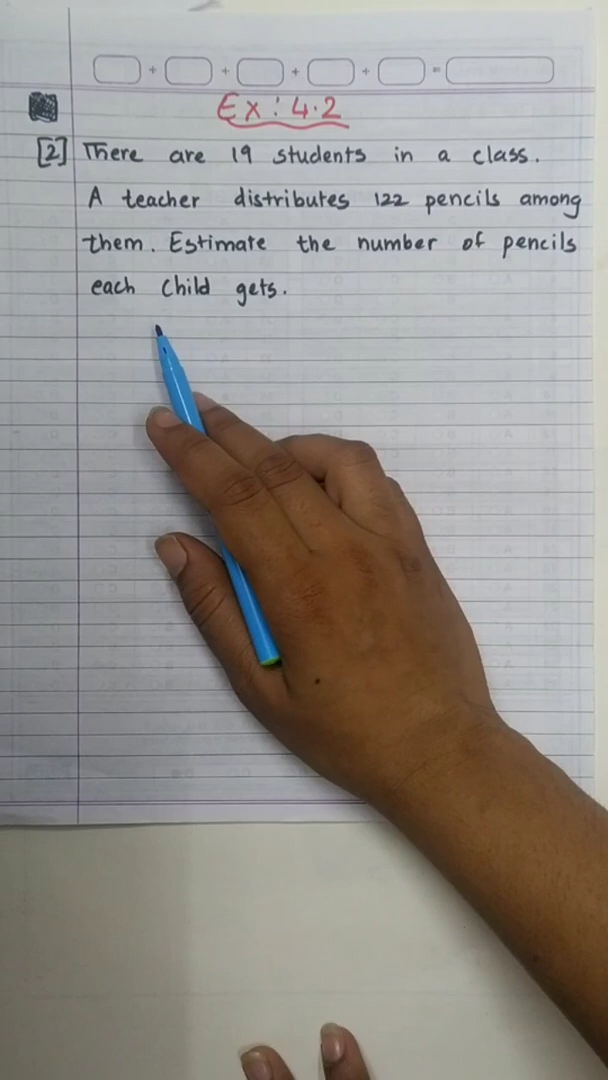 + + + + =
Ex: 4.2
[2] There are 19 students in a class.
A teacher distributes 122 pencils among
them. Estimate the number of pencils
each child gets.